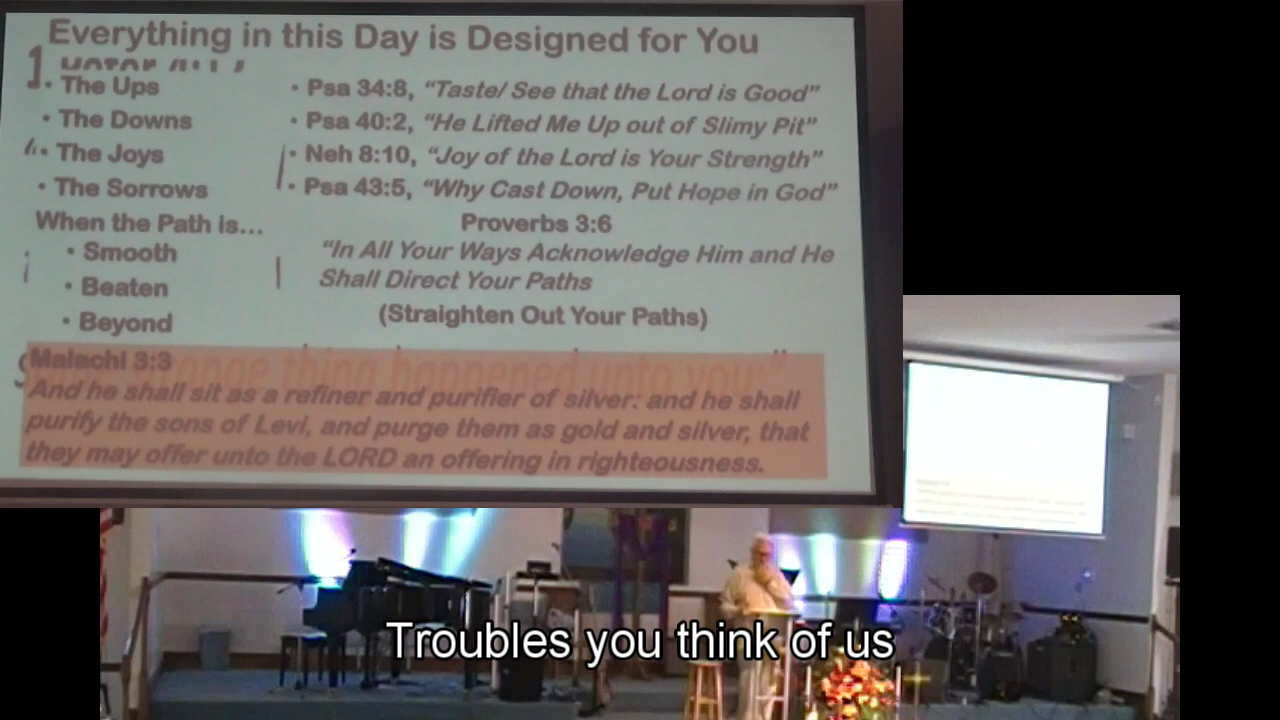 Everything in this Day is Designed for You
1
• The Ups
• Psa 34:8, “Taste/ See that the Lord is Good”
• The Downs
• Psa 40:2, “He Lifted Me Up out of Slimy Pit”
• The Joys
• Neh 8:10, “Joy of the Lord is Your Strength”
• The Sorrows
• Psa 43:5, “Why Cast Down, Put Hope in God”
When the Path is...
Proverbs 3:6
• Smooth
“In All Your Ways Acknowledge Him and He
• Beaten
Shall Direct Your Paths
• Beyond
(Straighten Out Your Paths)
Malachi 3:3
thing happened unto you:”
And he shall sit as a refiner and purifier of silver: and he shall
purify the sons of Levi, and purge them as gold and silver, that
they may offer unto the LORD an offering in righteousness.
Troubles you think of us